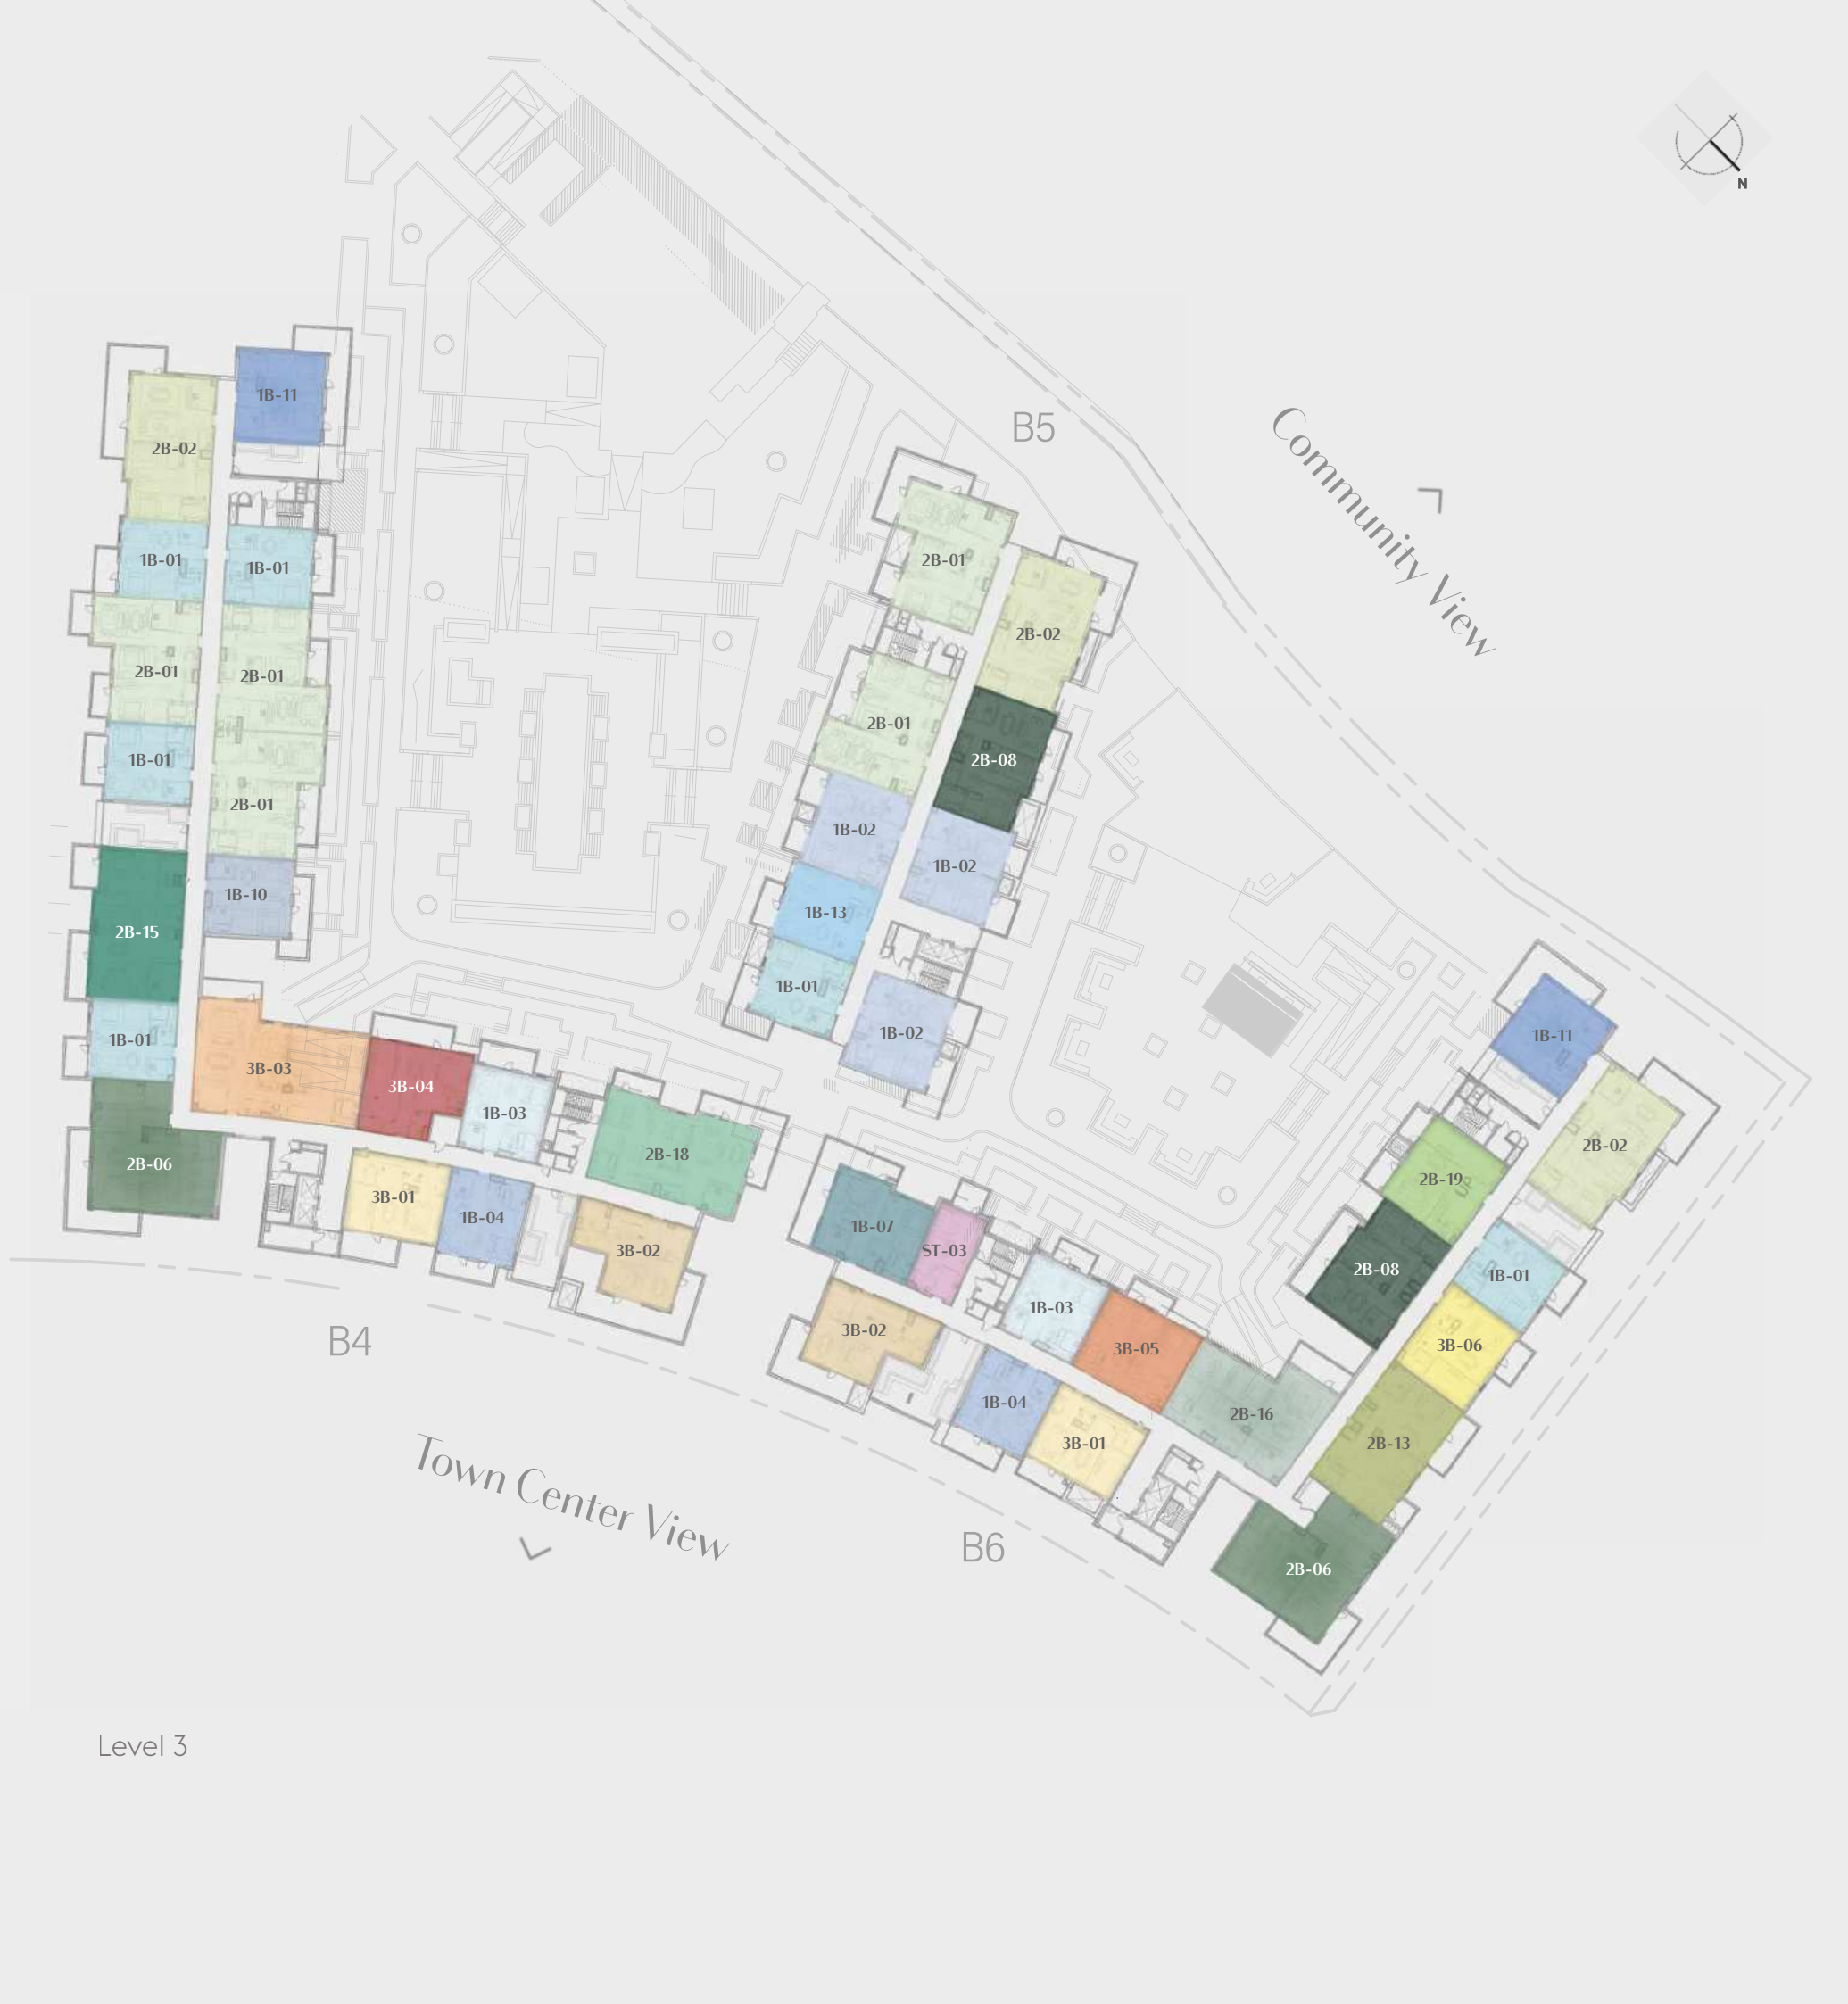 N
B5
Community View
1B-11
2B-02
1B-01
1B-01
2B-01
2B-01
1B-01
2B-01
1B-10
2B-15
1B-01
3B-03
3B-04
1B-03
2B-18
2B-06
3B-01
1B-04
3B-02
B4
2B-01
2B-02
2B-01
2B-08
1B-02
1B-02
1B-13
1B-01
1B-02
1B-07
ST-03
3B-02
1B-03
3B-05
1B-04
3B-01
2B-16
1B-11
2B-02
2B-19
2B-08
1B-01
3B-06
2B-13
2B-06
B6
Town Center View
Level 3